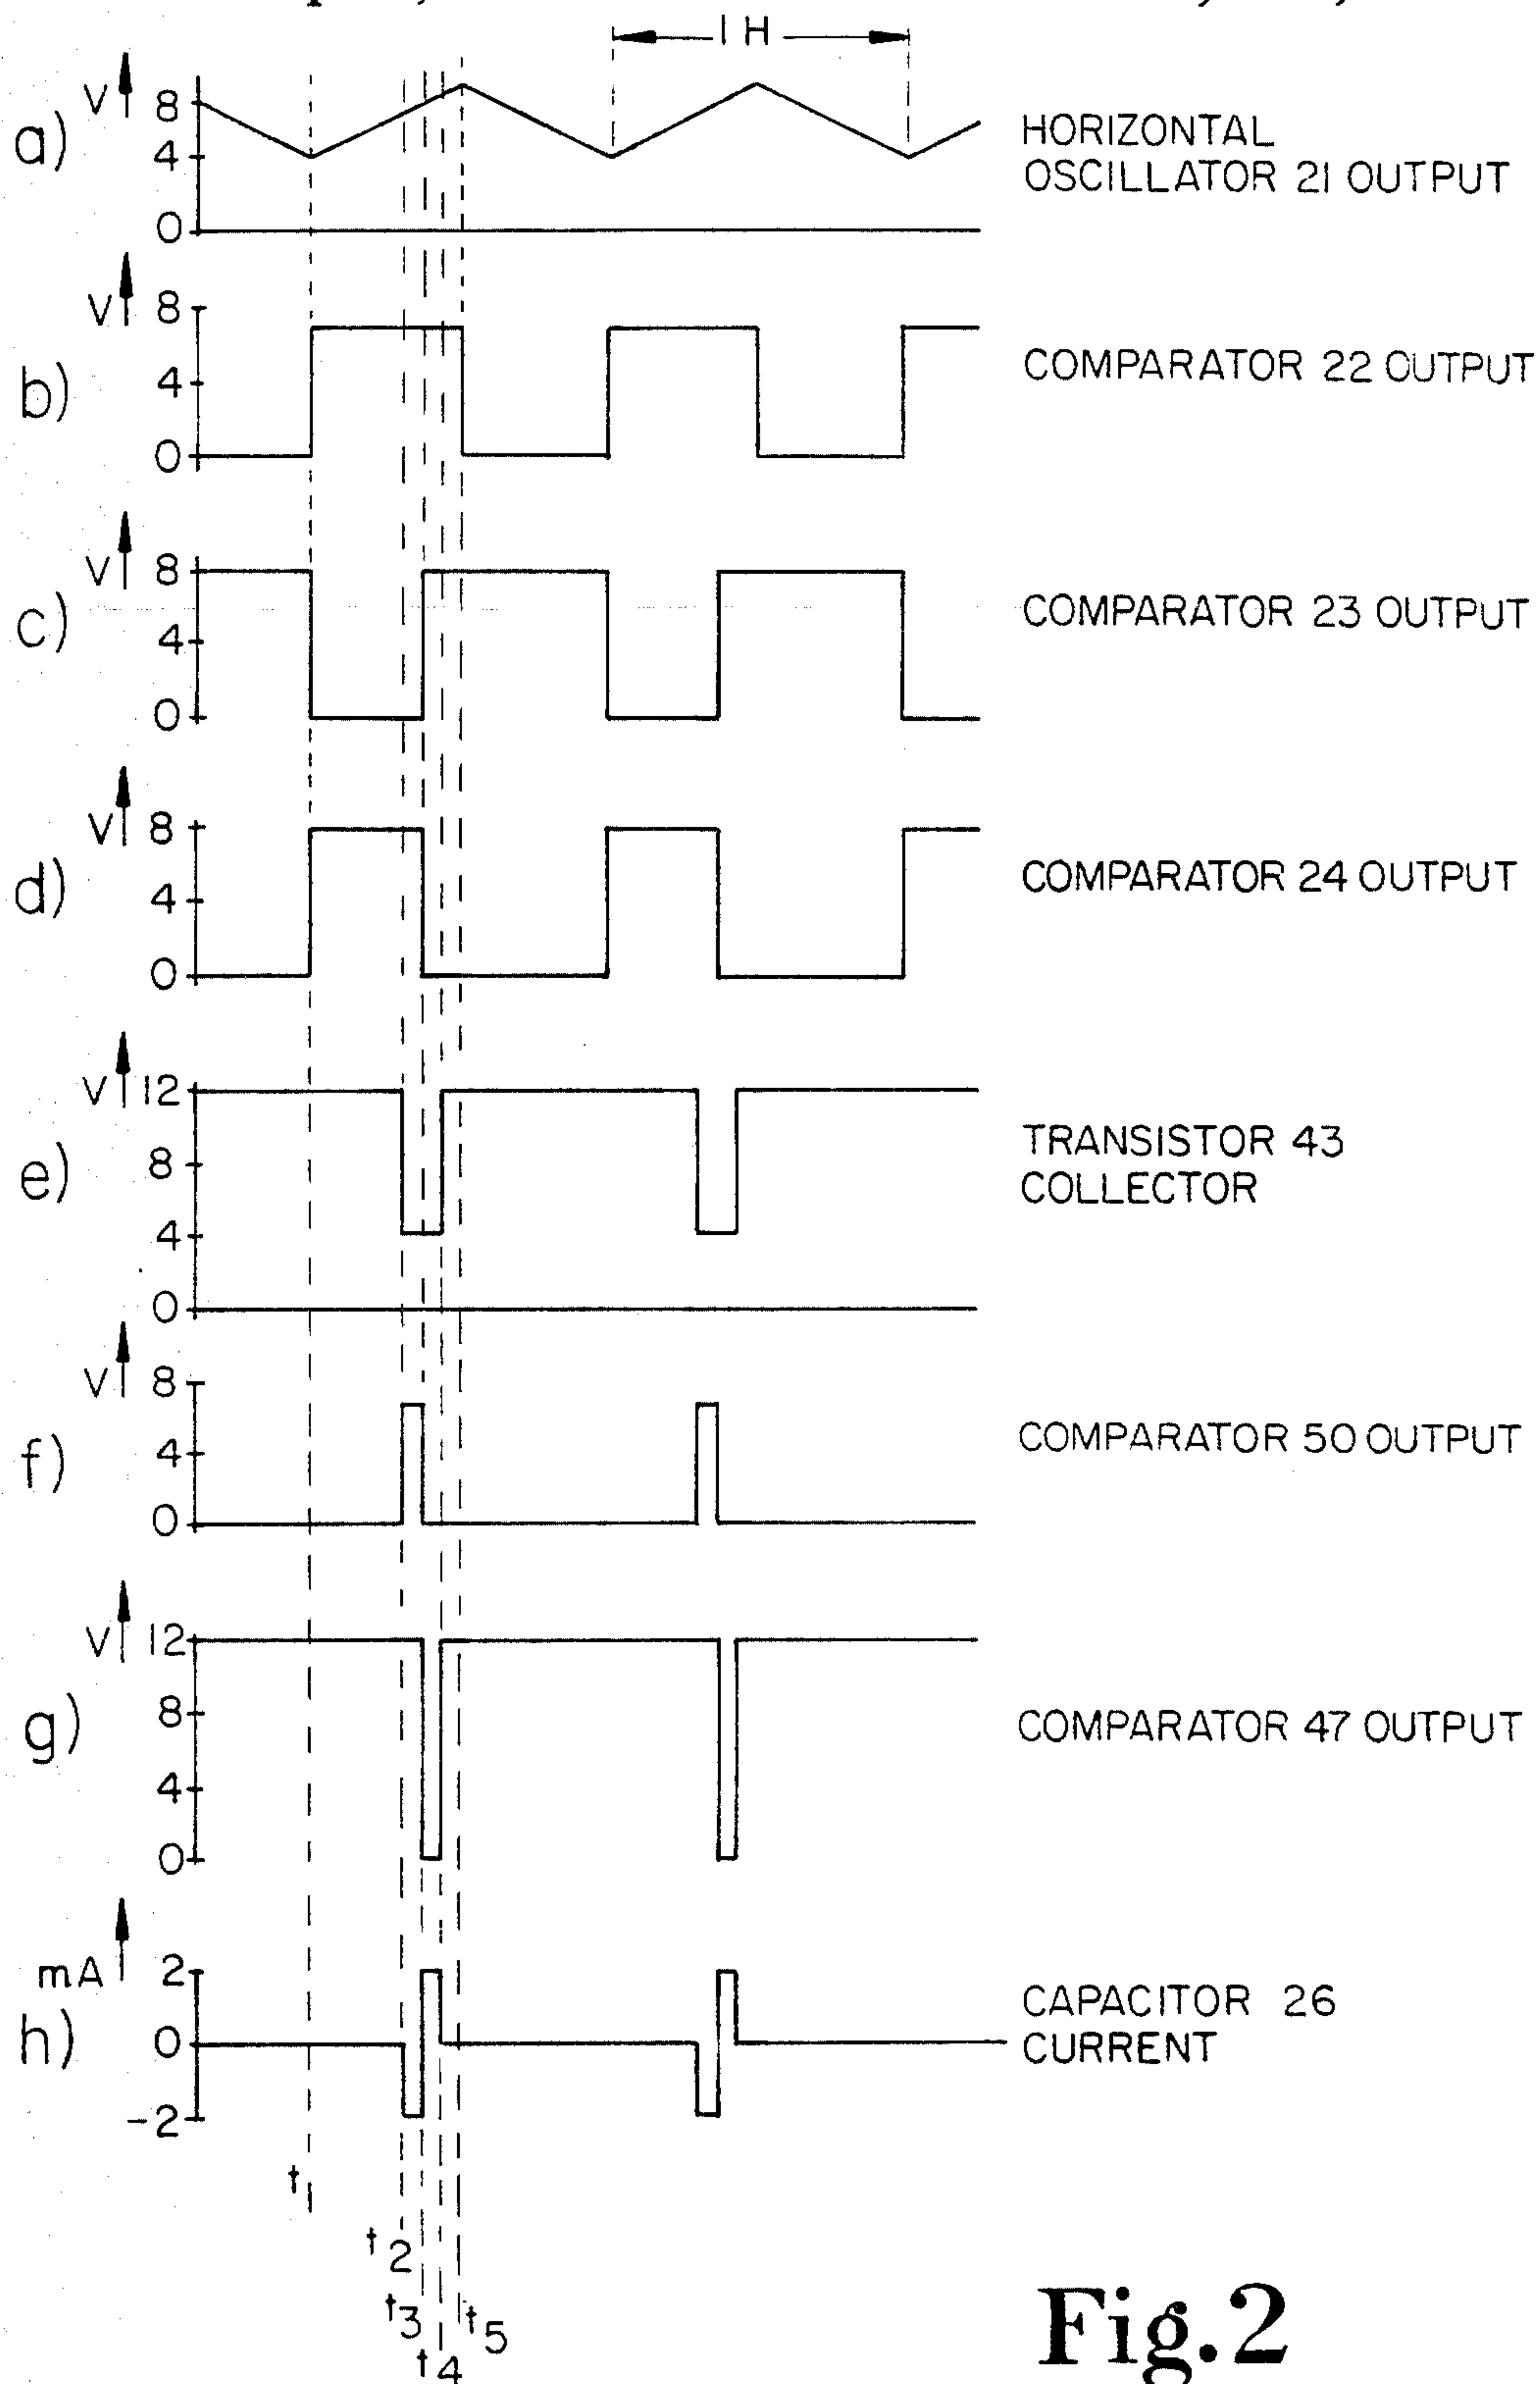 1 H
a) V 8 4 0 HORIZONTAL
OSCILLATOR 21 OUTPUT
b) V 8 4 0 COMPARATOR 22 OUTPUT
c) V 8 4 0 COMPARATOR 23 OUTPUT
d) V 8 4 0 COMPARATOR 24 OUTPUT
e) V 12 8 4 0 TRANSISTOR 43
COLLECTOR
f) V 8 4 0 COMPARATOR 50 OUTPUT
g) V 12 8 4 0 COMPARATOR 47 OUTPUT
h) mA 2 0 -2 CAPACITOR 26
CURRENT
t1
t2
t3 t5
t4
Fig.2